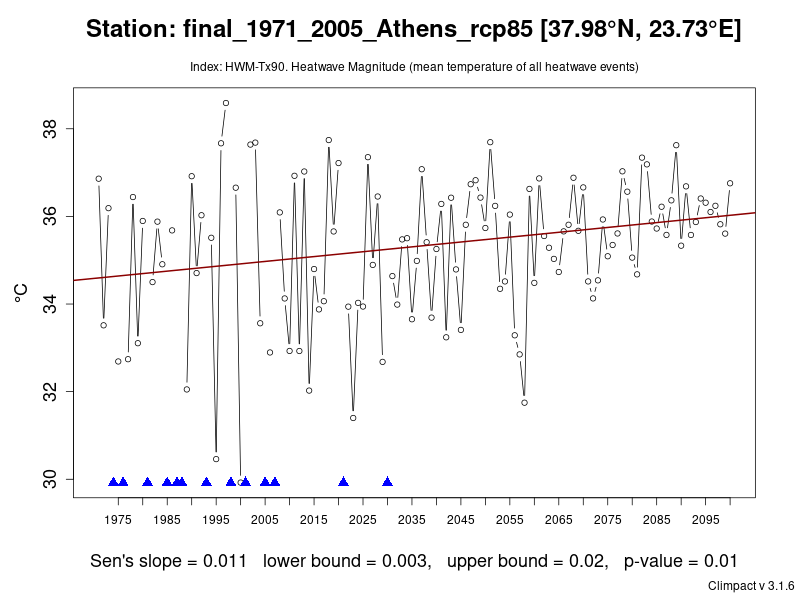 Station: final_1971_2005_Athens_rcp85 [37.98°N, 23.73°E]
Index: HWM-Tx90. Heatwave Magnitude (mean temperature of all heatwave events)
38
36
34
32
30
°C
1975 1985 1995 2005 2015 2025 2035 2045 2055 2065 2075 2085 2095
Sen's slope = 0.011 lower bound = 0.003, upper bound = 0.02, p-value = 0.01
Climpact v 3.1.6